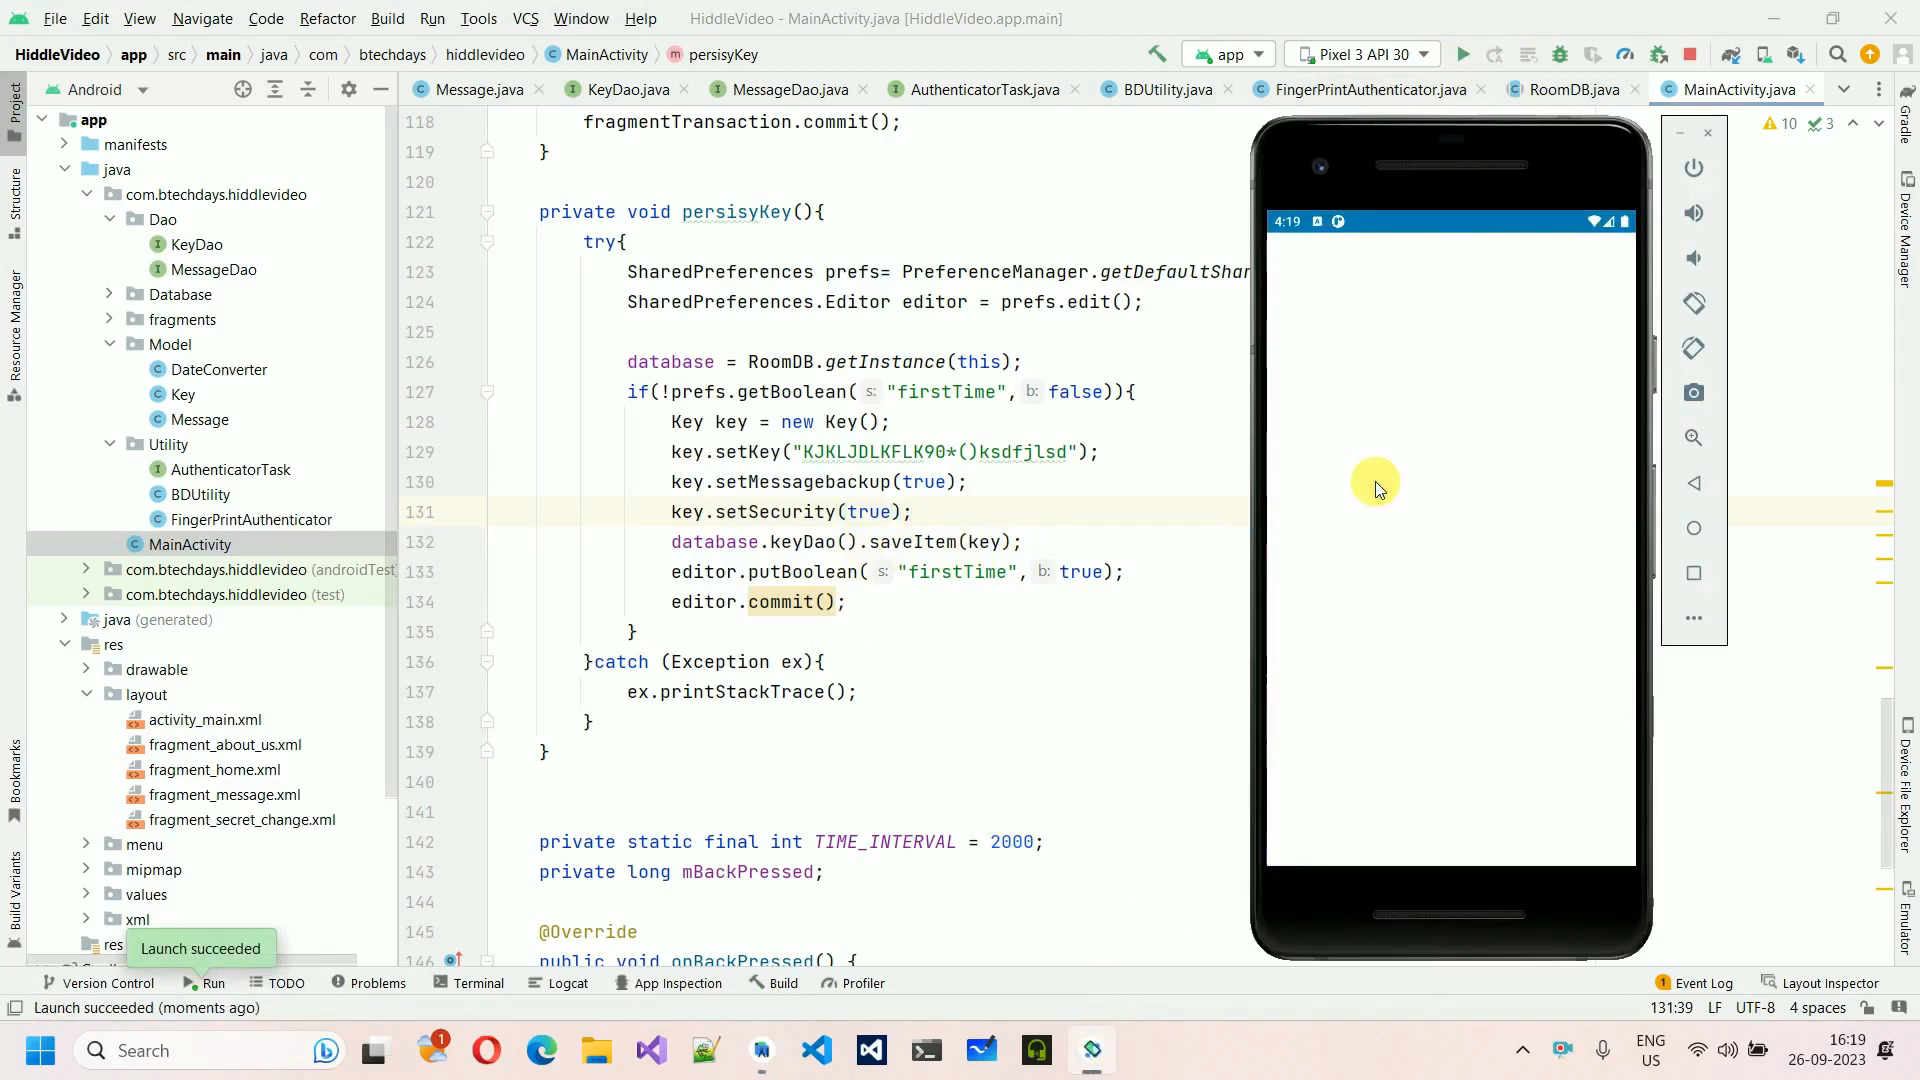 File Edit View Navigate Code Refactor Build Run Tools VCS Window Help HiddleVideo - MainActivity.java [HiddleVideo.app.main]
HiddleVideo app src main java com btechdays hiddlevideo MainActivity persisyKey app Pixel 3 API 30
Project
Structure
Resource Manager
Bookmarks
Build Variants
Android
app
manifests
java
com.btechdays.hiddlevideo
Dao
KeyDao
MessageDao
Database
fragments
Model
DateConverter
Key
Message
Utility
AuthenticatorTask
BDUtility
FingerPrintAuthenticator
MainActivity
com.btechdays.hiddlevideo (androidTest
com.btechdays.hiddlevideo (test)
java (generated)
res
drawable
layout
activity_main.xml
fragment_about_us.xml
fragment_home.xml
fragment_message.xml
fragment_secret_change.xml
menu
mipmap
values
xml
res
Launch succeeded
Message.java KeyDao.java MessageDao.java AuthenticatorTask.java BDUtility.java FingerPrintAuthenticator.java RoomDB.java MainActivity.java
118 fragmentTransaction.commit();
119 }
120
121 private void persisyKey(){
122 try{
123 SharedPreferences prefs= PreferenceManager.getDefaultShar
124 SharedPreferences.Editor editor = prefs.edit();
125
126 database = RoomDB.getInstance(this);
127 if(!prefs.getBoolean( s: "firstTime", b: false)){
128 Key key = new Key();
129 key.setKey("KJKLJDLKFLK90*()ksdfjlsd");
130 key.setMessagebackup(true);
131 key.setSecurity(true);
132 database.keyDao().saveItem(key);
133 editor.putBoolean( s: "firstTime", b: true);
134 editor.commit();
135 }
136 }catch (Exception ex){
137 ex.printStackTrace();
138 }
139 }
140
141
142 private static final int TIME_INTERVAL = 2000;
143 private long mBackPressed;
144
145 @Override
146 public void onBackPressed() {
10 3
4:19
Gradle
Device Manager
Device File Explorer
Emulator
Version Control Run TODO Problems Terminal Logcat App Inspection Build Profiler 1 Event Log Layout Inspector
Launch succeeded (moments ago) 131:39 LF UTF-8 4 spaces
Search 1 ENG US 16:19 26-09-2023